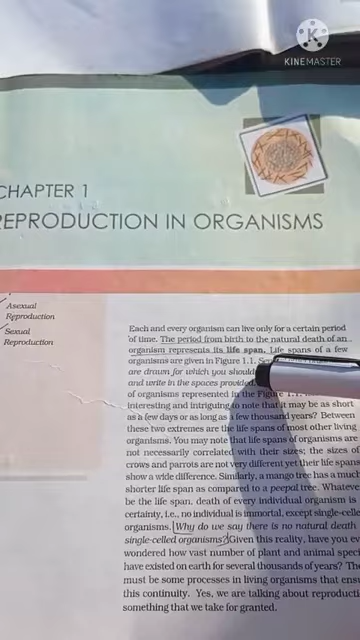 KINEMASTER
CHAPTER 1
REPRODUCTION IN ORGANISMS
Asexual
Reproduction
Sexual
Reproduction
Each and every organism can live only for a certain period
of time. The period from birth to the natural death of an
organism represents its life span. Life spans of a few
organisms are given in Figure 1.1.
are drawn for which you should
and write in the spaces provided.
of organisms represented in the Figure 1.1.
interesting and intriguing to note that it may be as short
as a few days or as long as a few thousand years? Between
these two extremes are the life spans of most other living
organisms. You may note that life spans of organisms are
not necessarily correlated with their sizes; the sizes of
crows and parrots are not very different yet their life spans
show a wide difference. Similarly, a mango tree has a much
shorter life span as compared to a peepal tree. Whatever
be the life span, death of every individual organism is
certainty, i.e., no individual is immortal, except single-celle
organisms. Why do we say there is no natural death
single-celled organisms? Given this reality, have you ev
wondered how vast number of plant and animal speci
have existed on earth for several thousands of years? The
must be some processes in living organisms that ensu
this continuity. Yes, we are talking about reproducti
something that we take for granted.